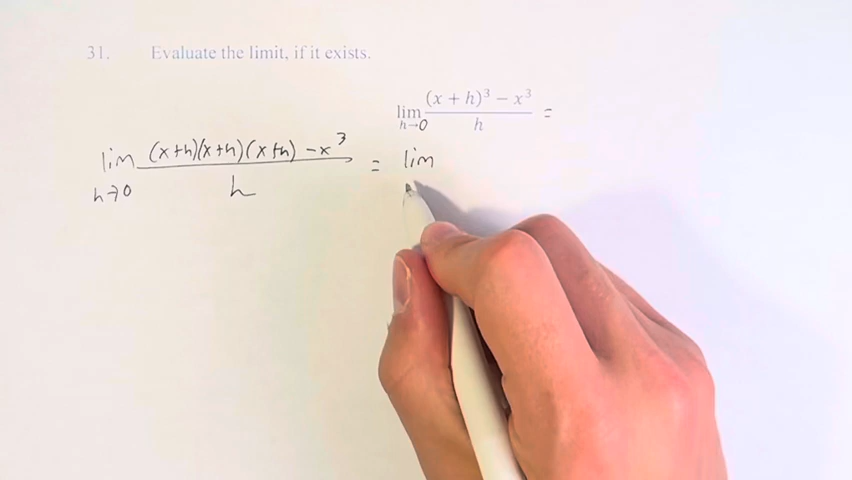 31. Evaluate the limit, if it exists.
lim h→0 (x + h)³ − x³ / h =
lim h→0 (x+h)(x+h)(x+h) − x³ / h = lim